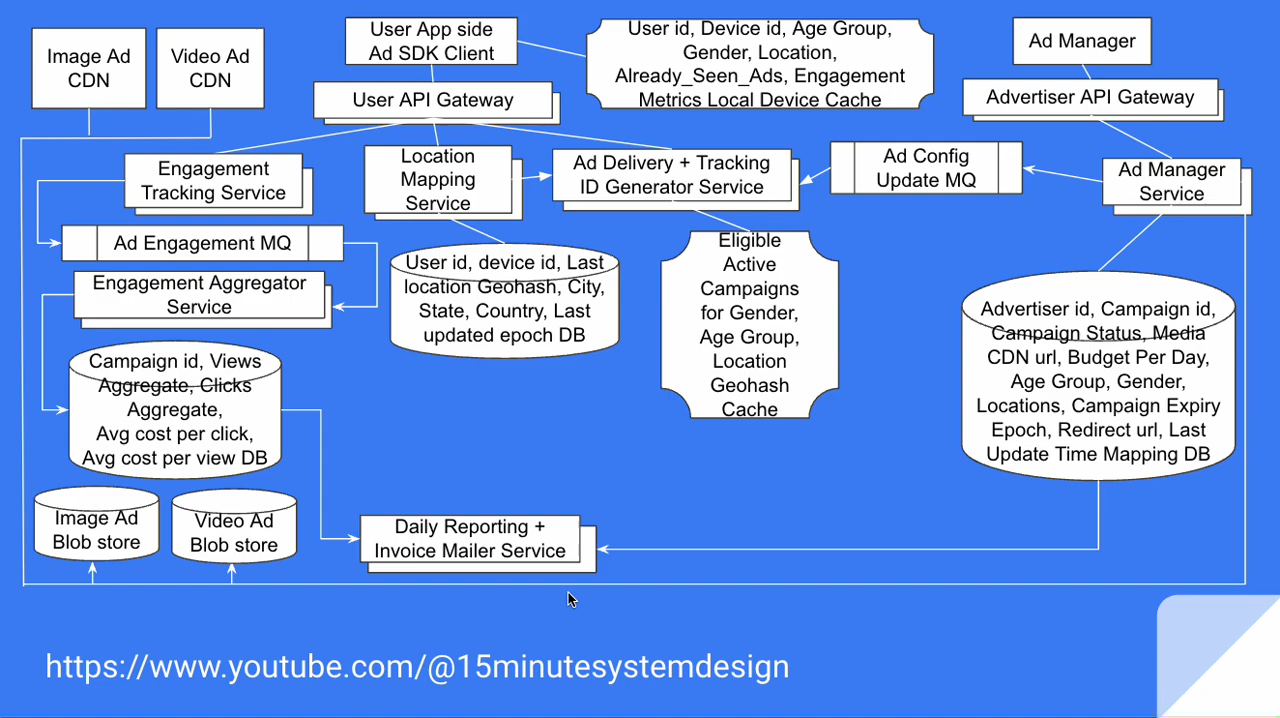 Image Ad
CDN
Video Ad
CDN
User App side
Ad SDK Client
User id, Device id, Age Group,
Gender, Location,
Already_Seen_Ads, Engagement
Metrics Local Device Cache
Ad Manager
User API Gateway
Advertiser API Gateway
Engagement
Tracking Service
Location
Mapping
Service
Ad Delivery + Tracking
ID Generator Service
Ad Config
Update MQ
Ad Manager
Service
Ad Engagement MQ
Engagement Aggregator
Service
User id, device id, Last
location Geohash, City,
State, Country, Last
updated epoch DB
Eligible
Active
Campaigns
for Gender,
Age Group,
Location
Geohash
Cache
Advertiser id, Campaign id,
Campaign Status, Media
CDN url, Budget Per Day,
Age Group, Gender,
Locations, Campaign Expiry
Epoch, Redirect url, Last
Update Time Mapping DB
Campaign id, Views
Aggregate, Clicks
Aggregate,
Avg cost per click,
Avg cost per view DB
Image Ad
Blob store
Video Ad
Blob store
Daily Reporting +
Invoice Mailer Service
https://www.youtube.com/@15minutesystemdesign